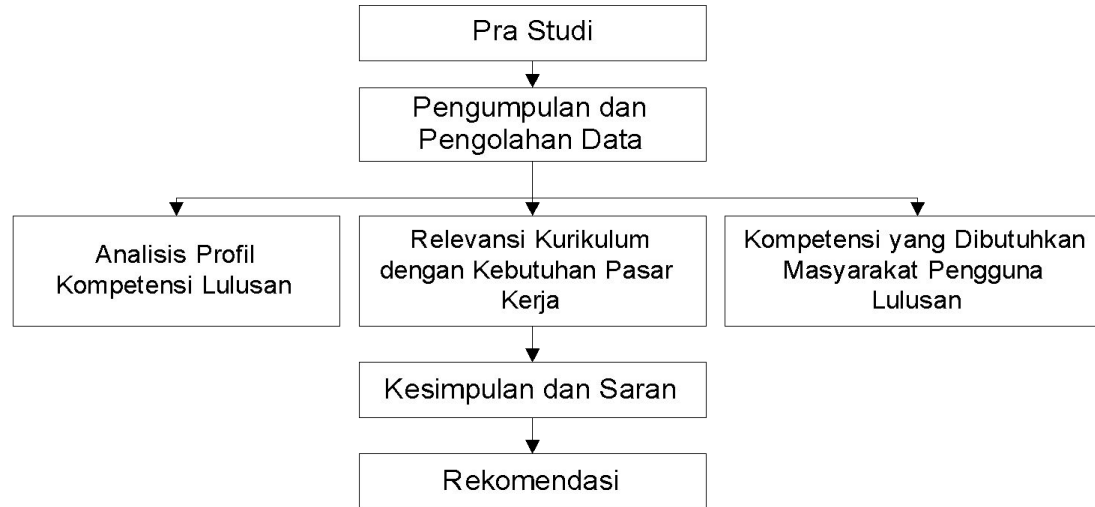 Pra Studi
Pengumpulan dan
Pengolahan Data
Analisis Profil
Kompetensi Lulusan
Relevansi Kurikulum
dengan Kebutuhan Pasar
Kerja
Kompetensi yang Dibutuhkan
Masyarakat Pengguna
Lulusan
Kesimpulan dan Saran
Rekomendasi